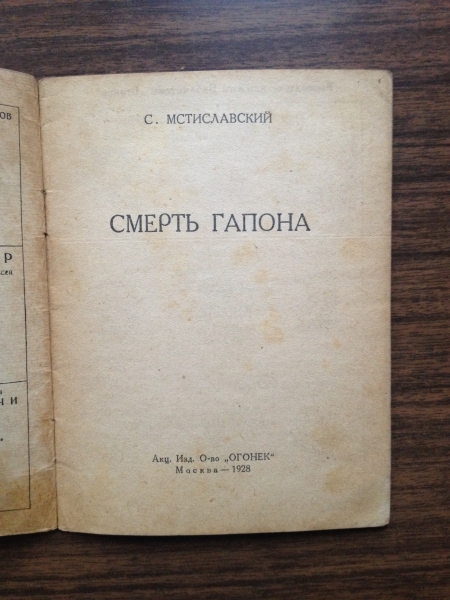 С. МСТИСЛАВСКИЙ
СМЕРТЬ ГАПОНА
Акц. Изд. О-во „ОГОНЕК“
Москва—1928